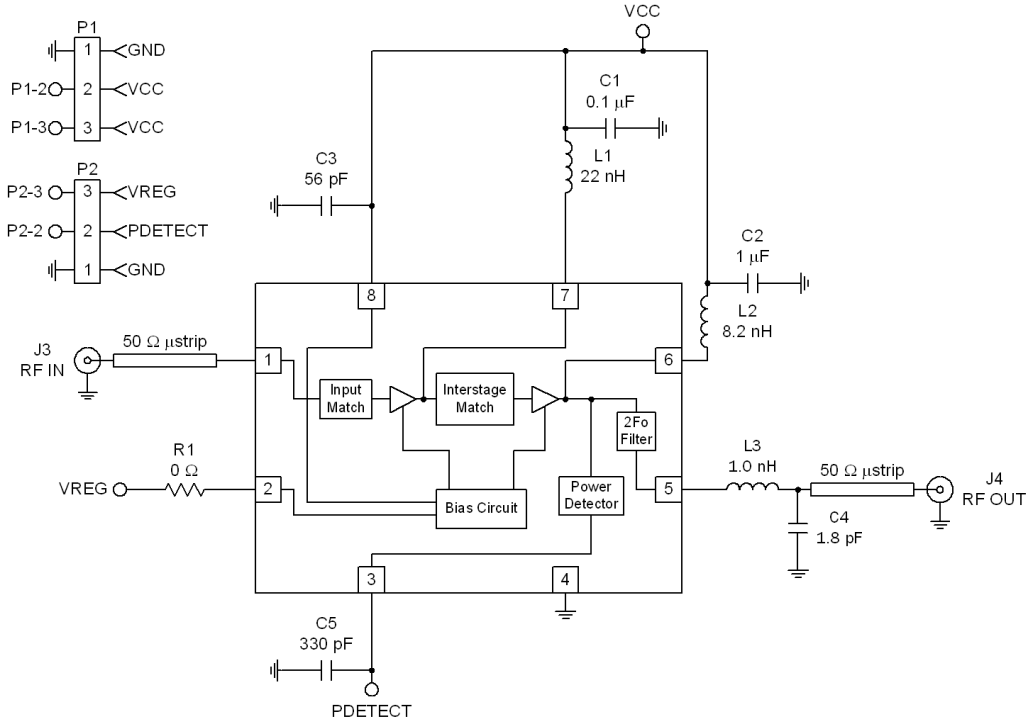 VCC
P1
1
GND
P1-2
2
VCC
P1-3
3
VCC
P2
P2-3
3
VREG
P2-2
2
PDETECT
1
GND
C1
0.1 µF
L1
22 nH
C3
56 pF
C2
1 µF
L2
8.2 nH
8
7
J3
RF IN
50 Ω µstrip
1
6
Input
Match
Interstage
Match
2Fo
Filter
R1
0 Ω
VREG
2
Bias Circuit
Power
Detector
5
L3
1.0 nH
50 Ω µstrip
J4
RF OUT
C4
1.8 pF
3
4
C5
330 pF
PDETECT